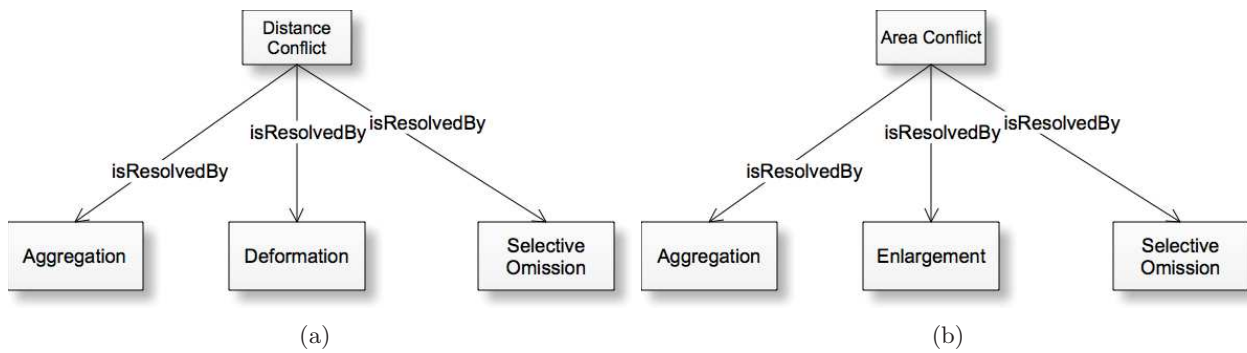 Distance
Conflict
isResolvedBy
isResolvedBy
isResolvedBy
Aggregation
Deformation
Selective
Omission
(a)
Area Conflict
isResolvedBy
isResolvedBy
isResolvedBy
Aggregation
Enlargement
Selective
Omission
(b)